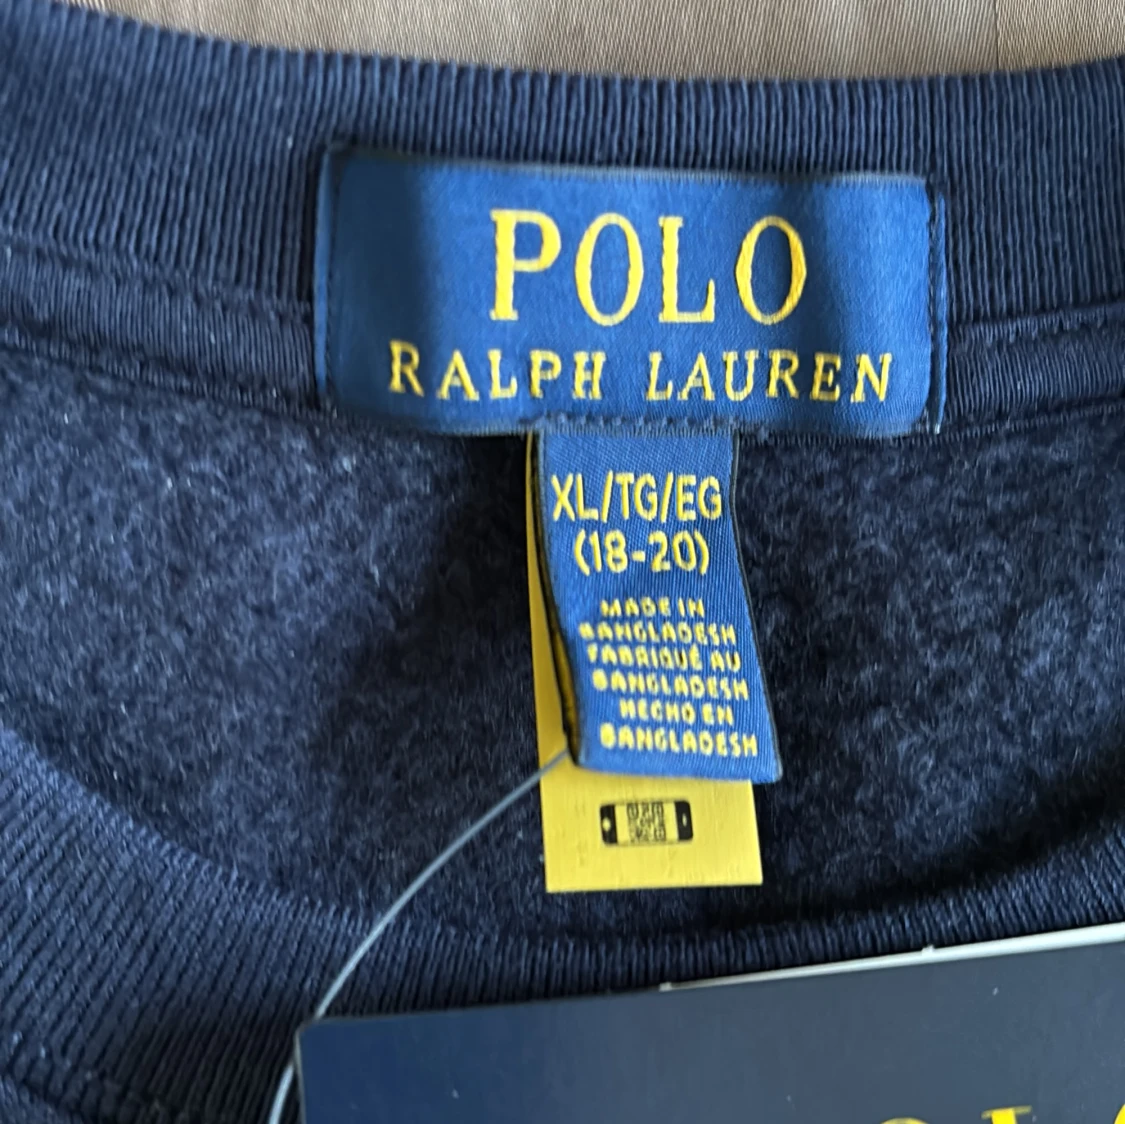 POLO
RALPH LAUREN
XL/TG/EG
(18-20)
MADE IN
BANGLADESH
FABRIQUÉ AU
BANGLADESH
HECHO EN
BANGLADESH